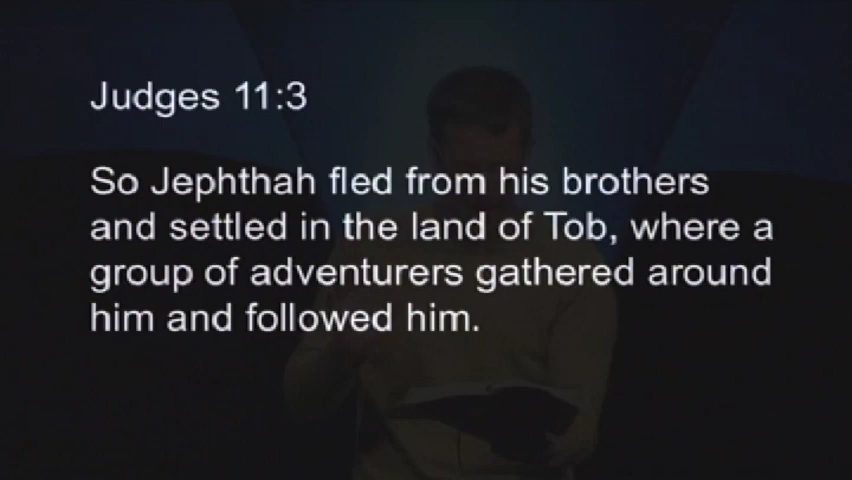 Judges 11:3
So Jephthah fled from his brothers
and settled in the land of Tob, where a
group of adventurers gathered around
him and followed him.